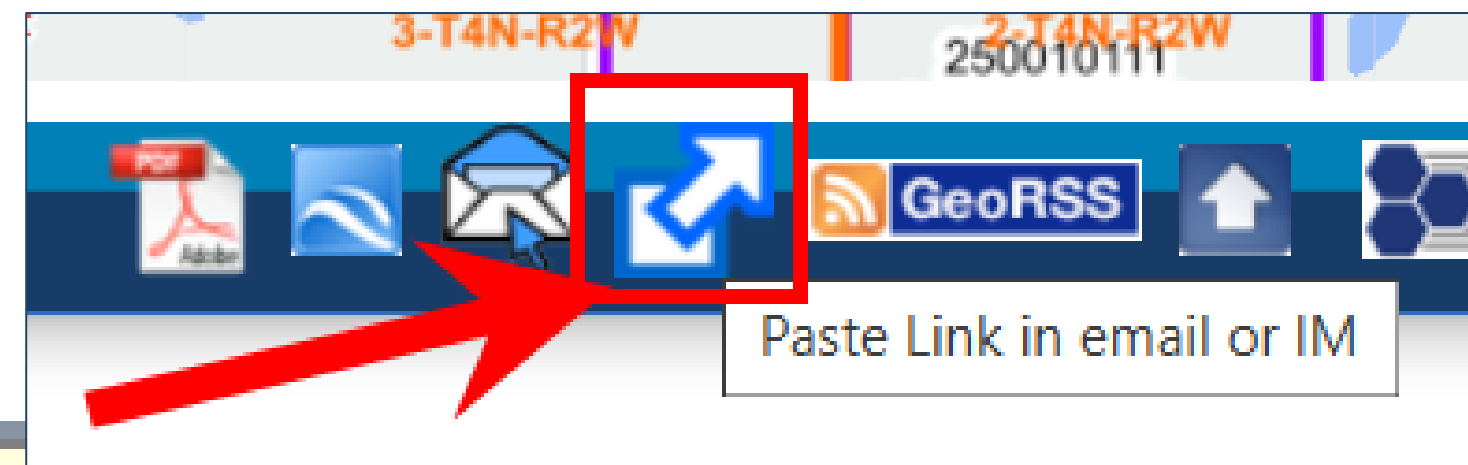 3-T4N-R2W
2-T4N-R2W
250010111
PDF
Adobe
GeoRSS
Paste Link in email or IM